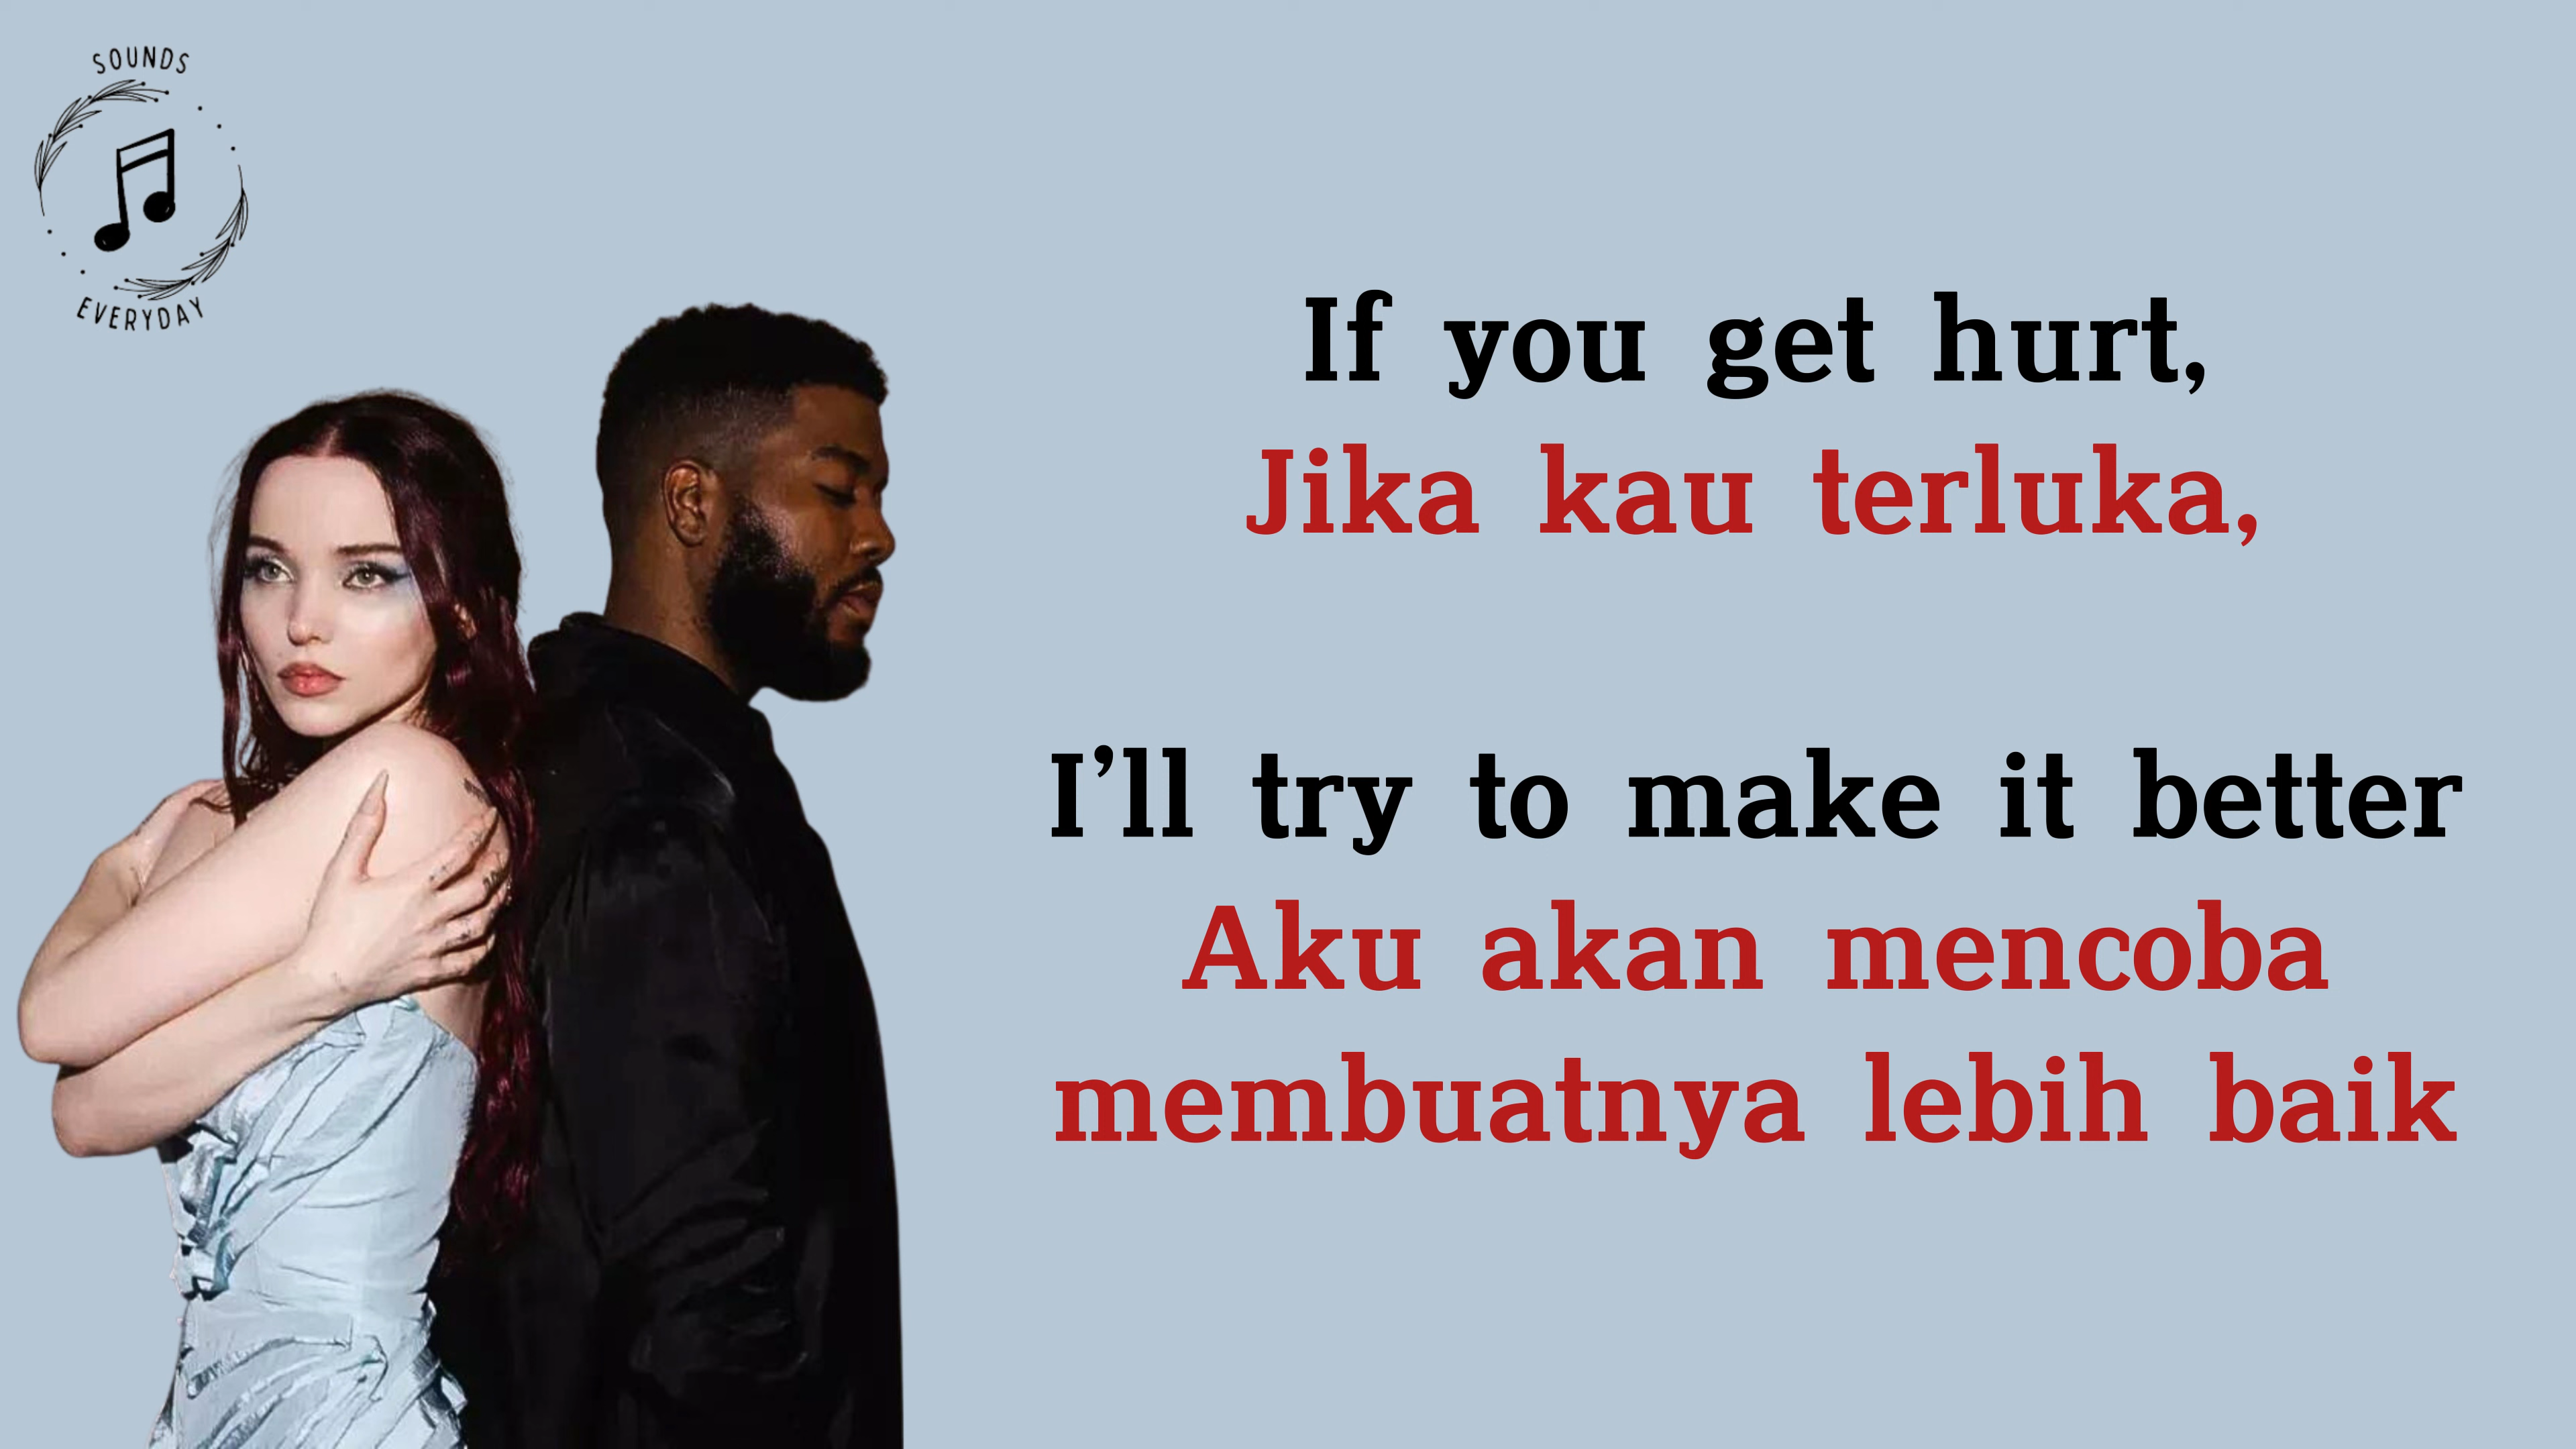 SOUNDS
EVERYDAY
If you get hurt,
Jika kau terluka,
I’ll try to make it better
Aku akan mencoba
membuatnya lebih baik